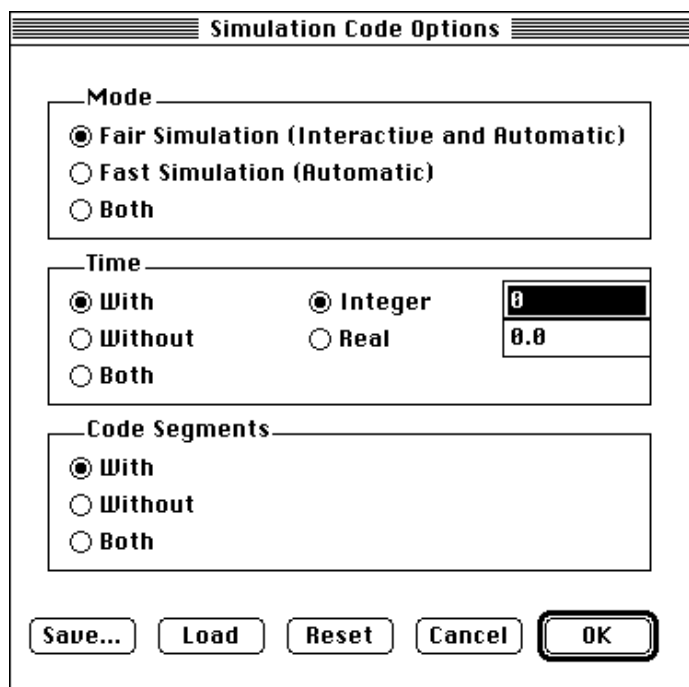 Simulation Code Options
Mode
Fair Simulation (Interactive and Automatic)
Fast Simulation (Automatic)
Both
Time
With Integer 0
Without Real 0.0
Both
Code Segments
With
Without
Both
Save... Load Reset Cancel OK